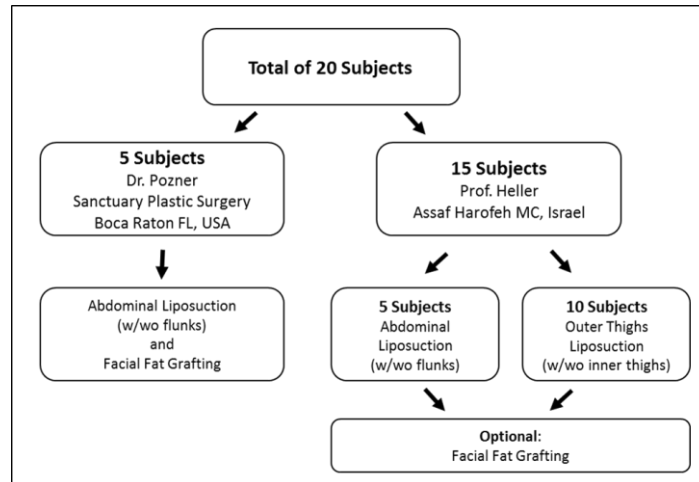 Total of 20 Subjects
5 Subjects
Dr. Pozner
Sanctuary Plastic Surgery
Boca Raton FL, USA
15 Subjects
Prof. Heller
Assaf Harofeh MC, Israel
Abdominal Liposuction
(w/wo flunks)
and
Facial Fat Grafting
5 Subjects
Abdominal
Liposuction
(w/wo flunks)
10 Subjects
Outer Thighs
Liposuction
(w/wo inner thighs)
Optional:
Facial Fat Grafting